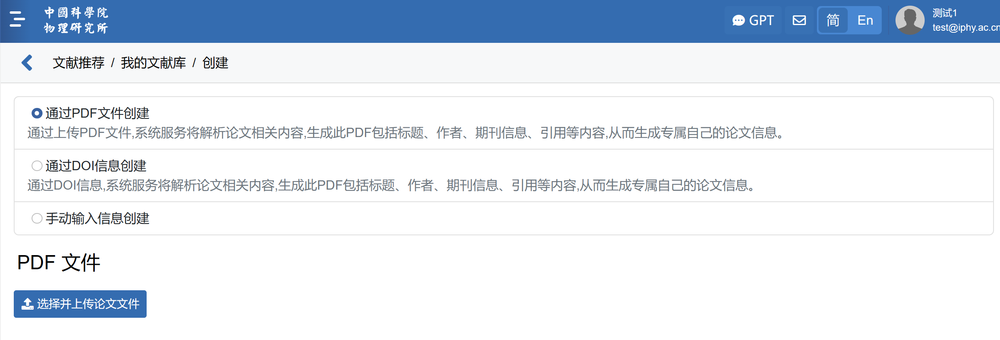 中國科學院
物理研究所
GPT
简 En
测试1
test@iphy.ac.cn
文献推荐 / 我的文献库 / 创建
通过PDF文件创建
通过上传PDF文件,系统服务将解析论文相关内容,生成此PDF包括标题、作者、期刊信息、引用等内容,从而生成专属自己的论文信息。
通过DOI信息创建
通过DOI信息,系统服务将解析论文相关内容,生成此PDF包括标题、作者、期刊信息、引用等内容,从而生成专属自己的论文信息。
手动输入信息创建
PDF 文件
选择并上传论文文件